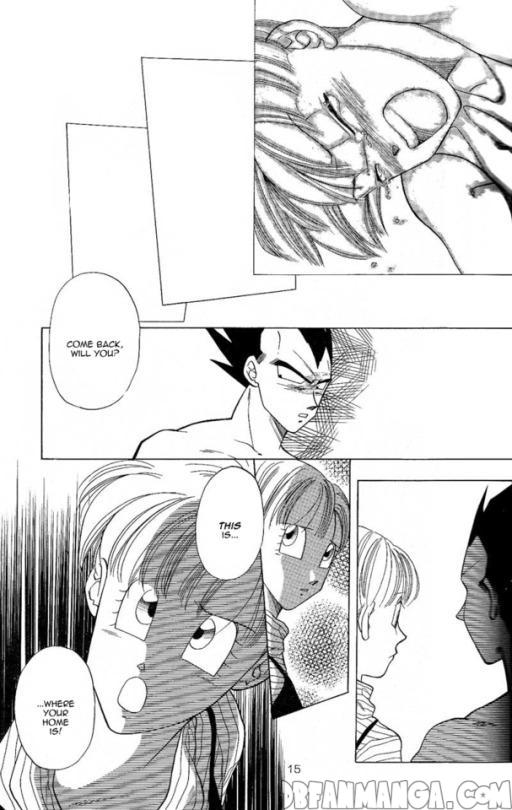 COME BACK,
WILL YOU?
THIS
IS...
...WHERE
YOUR
HOME
IS!
15
DBFANMANGA.COM